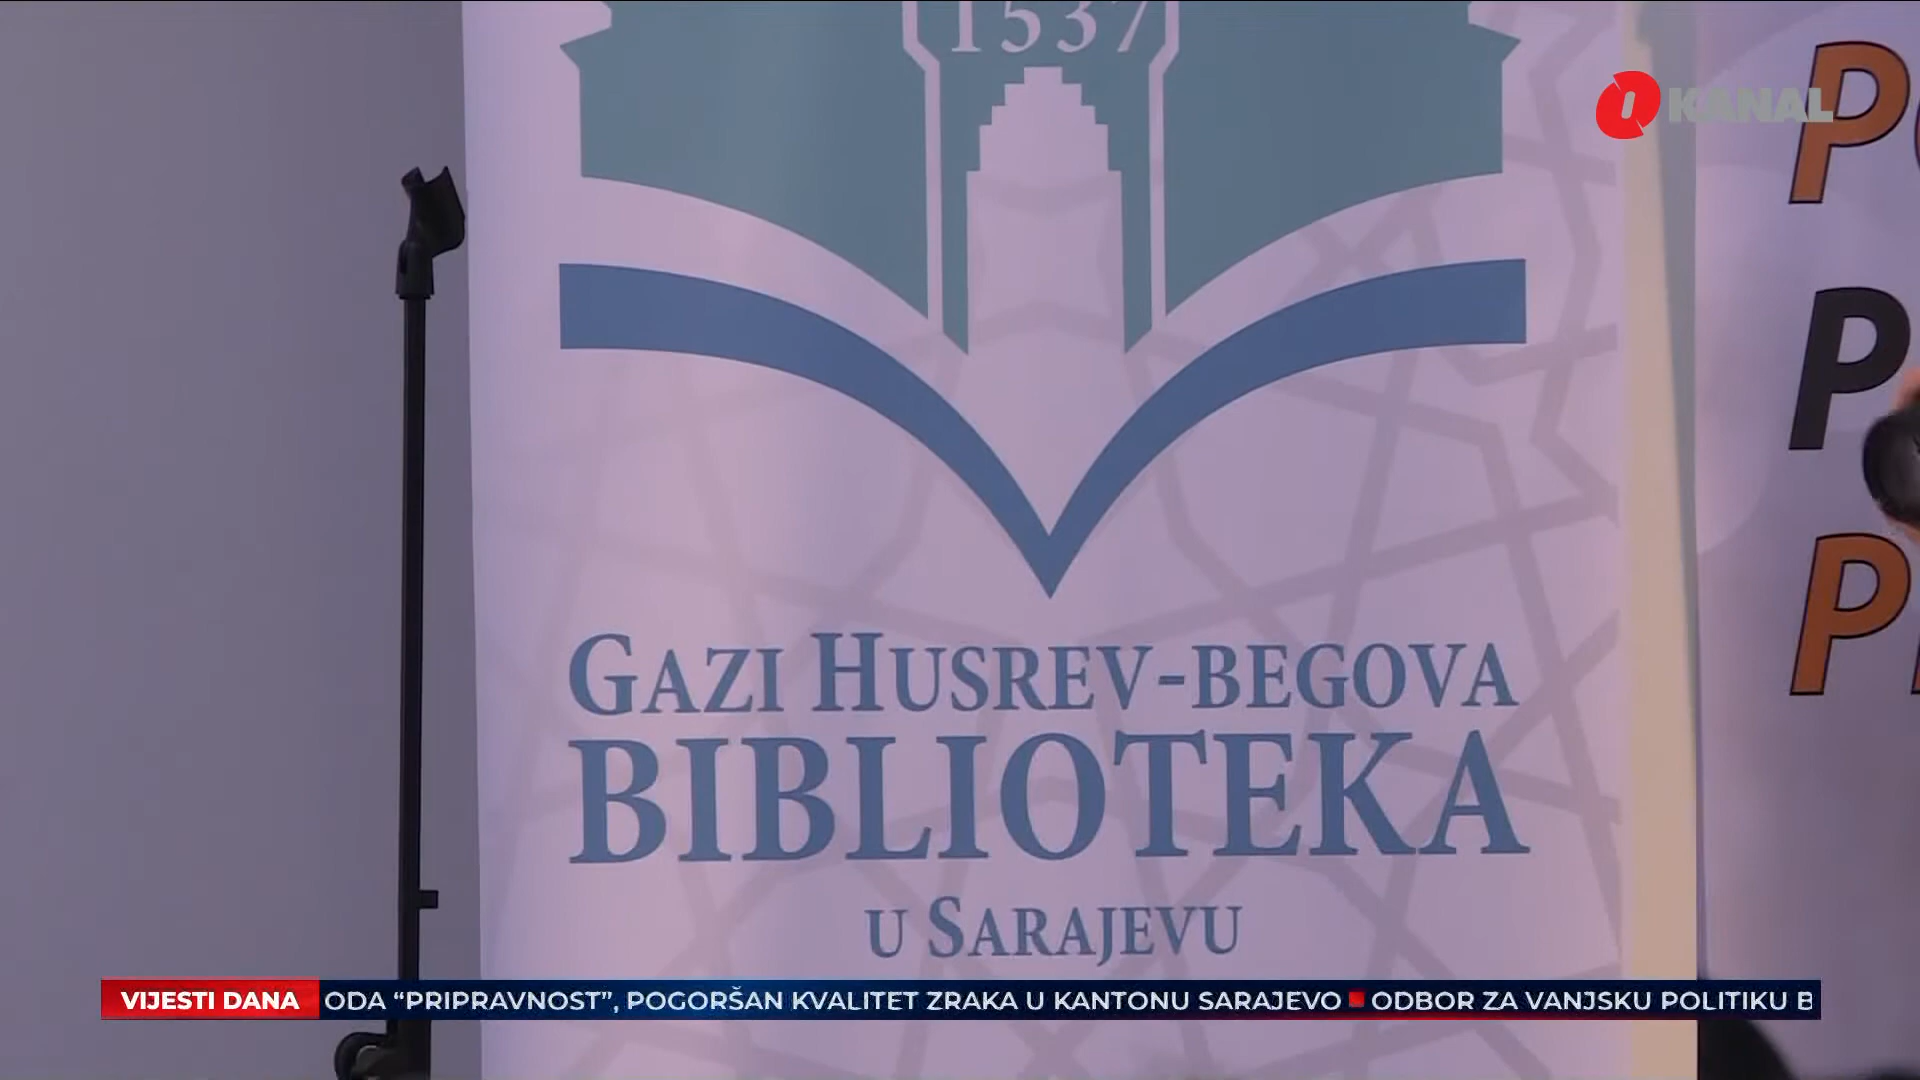 1537
KANAL
GAZI HUSREV-BEGOVA
BIBLIOTEKA
U SARAJEVU
VIJESTI DANA
ODA “PRIPRAVNOST”, POGORŠAN KVALITET ZRAKA U KANTONU SARAJEVO ODBOR ZA VANJSKU POLITIKU B